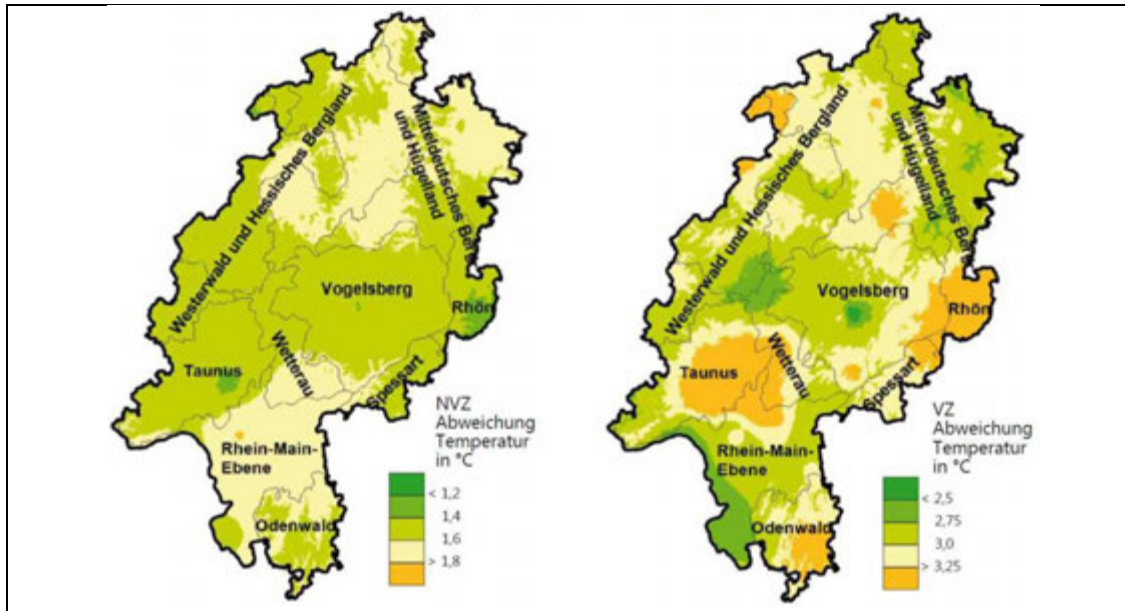 Westerwald und Hessisches Bergland
Mitteldeutsches Berg-
und Hügelland
Vogelsberg
Rhön
Taunus
Wetterau
Spessart
Rhein-Main-
Ebene
Odenwald
NVZ
Abweichung
Temperatur
in °C
< 1,2
1,4
1,6
> 1,8
Westerwald und Hessisches Bergland
Mitteldeutsches Berg-
und Hügelland
Vogelsberg
Rhön
Taunus
Wetterau
Spessart
Rhein-Main-
Ebene
Odenwald
VZ
Abweichung
Temperatur
in °C
< 2,5
2,75
3,0
> 3,25